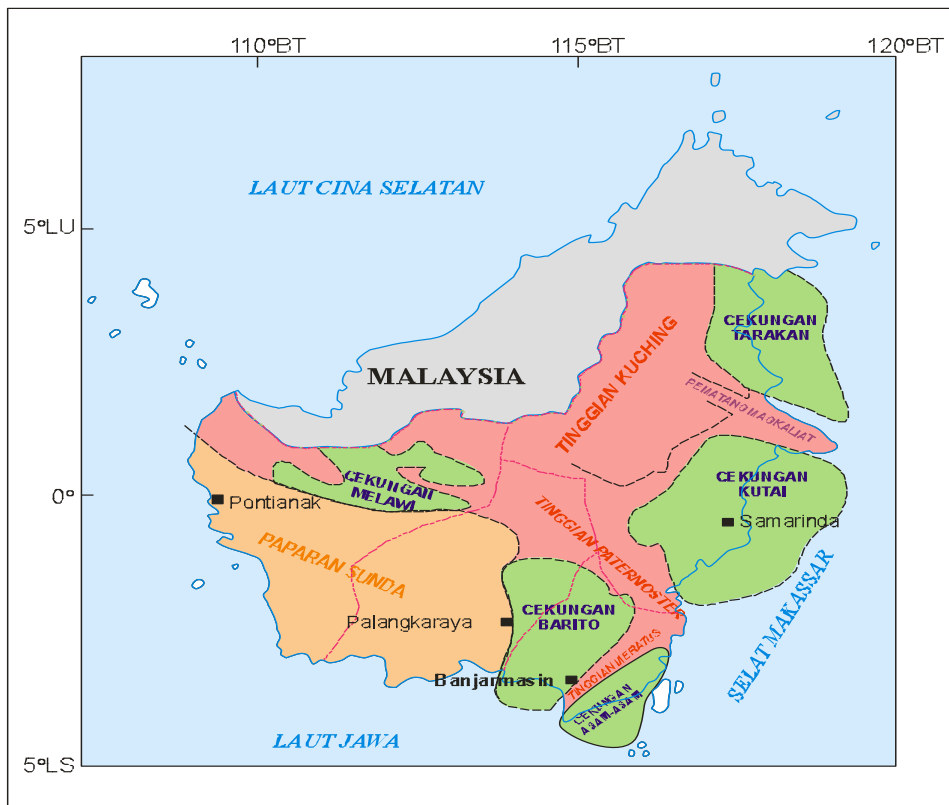 110°BT
115°BT
120°BT
LAUT CINA SELATAN
5°LU
CEKUNGAN
TARAKAN
TINGGIAN KUCHING
MALAYSIA
PEMATANG MAGKALIAT
CEKUNGAN
MELAWI
CEKUNGAN
KUTAI
0°
Pontianak
Samarinda
PAPARAN SUNDA
TINGGIAN PATERNOSTER
CEKUNGAN
BARITO
Palangkaraya
SELAT MAKASSAR
TINGGIAN MERATUS
Banjarmasin
CEKUNGAN
ASAM-ASAM
LAUT JAWA
5°LS